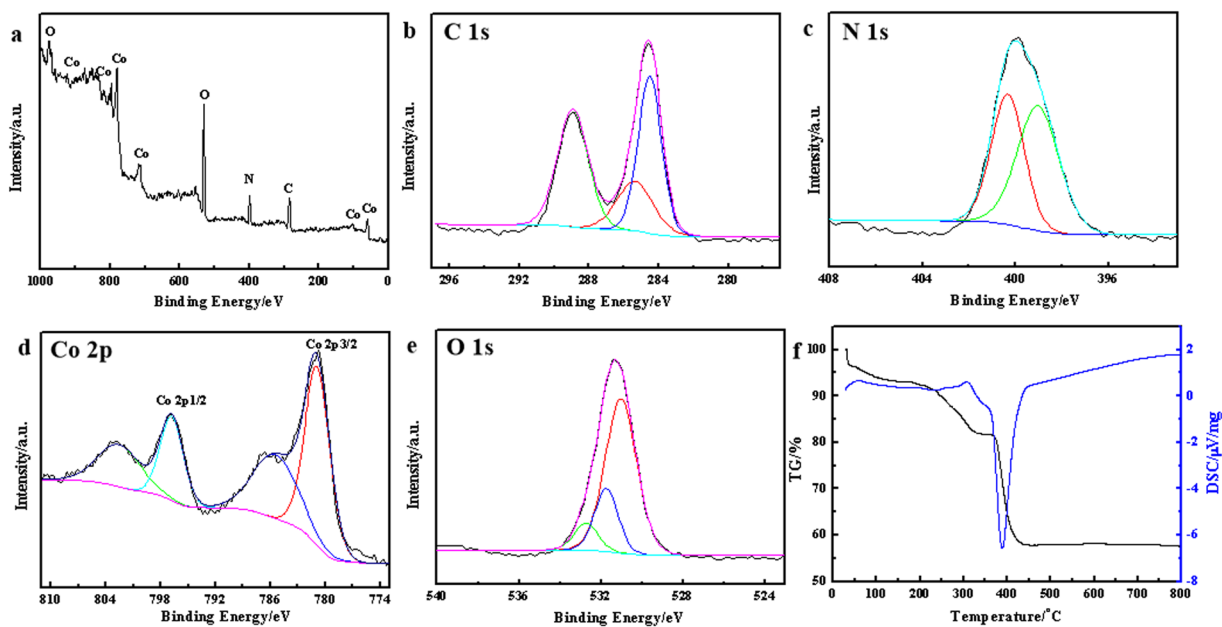 a
O
Co
Co
Co
Co
O
N
C
Co
Co
Intensity/a.u.
1000 800 600 400 200 0
Binding Energy/eV
b
C 1s
Intensity/a.u.
296 292 288 284 280
Binding Energy/eV
c
N 1s
Intensity/a.u.
408 404 400 396
Binding Energy/eV
d
Co 2p
Co 2p1/2
Co 2p3/2
Intensity/a.u.
810 804 798 792 786 780 774
Binding Energy/eV
e
O 1s
Intensity/a.u.
540 536 532 528 524
Binding Energy/eV
f
TG/%
100
90
80
70
60
50
2
0
-2
-4
-6
-8
DSC/μV/mg
0 100 200 300 400 500 600 700 800
Temperature/°C